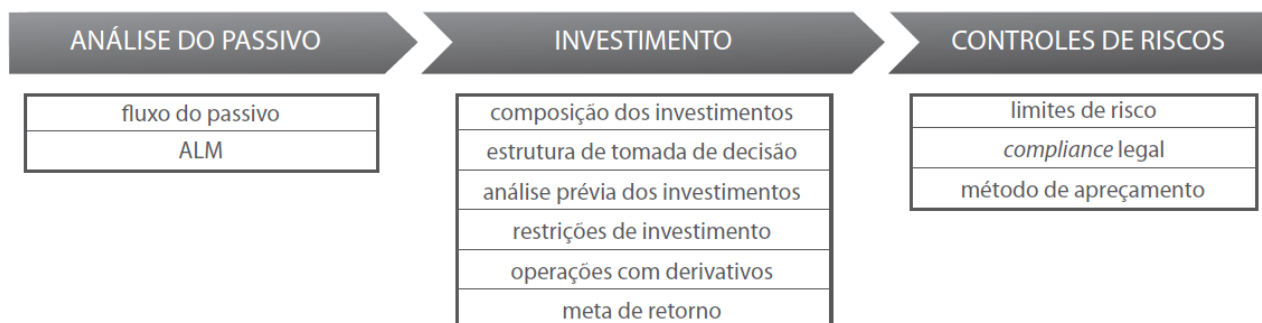 ANÁLISE DO PASSIVO
fluxo do passivo
ALM
INVESTIMENTO
composição dos investimentos
estrutura de tomada de decisão
análise prévia dos investimentos
restrições de investimento
operações com derivativos
meta de retorno
CONTROLES DE RISCOS
limites de risco
compliance legal
método de apreçamento